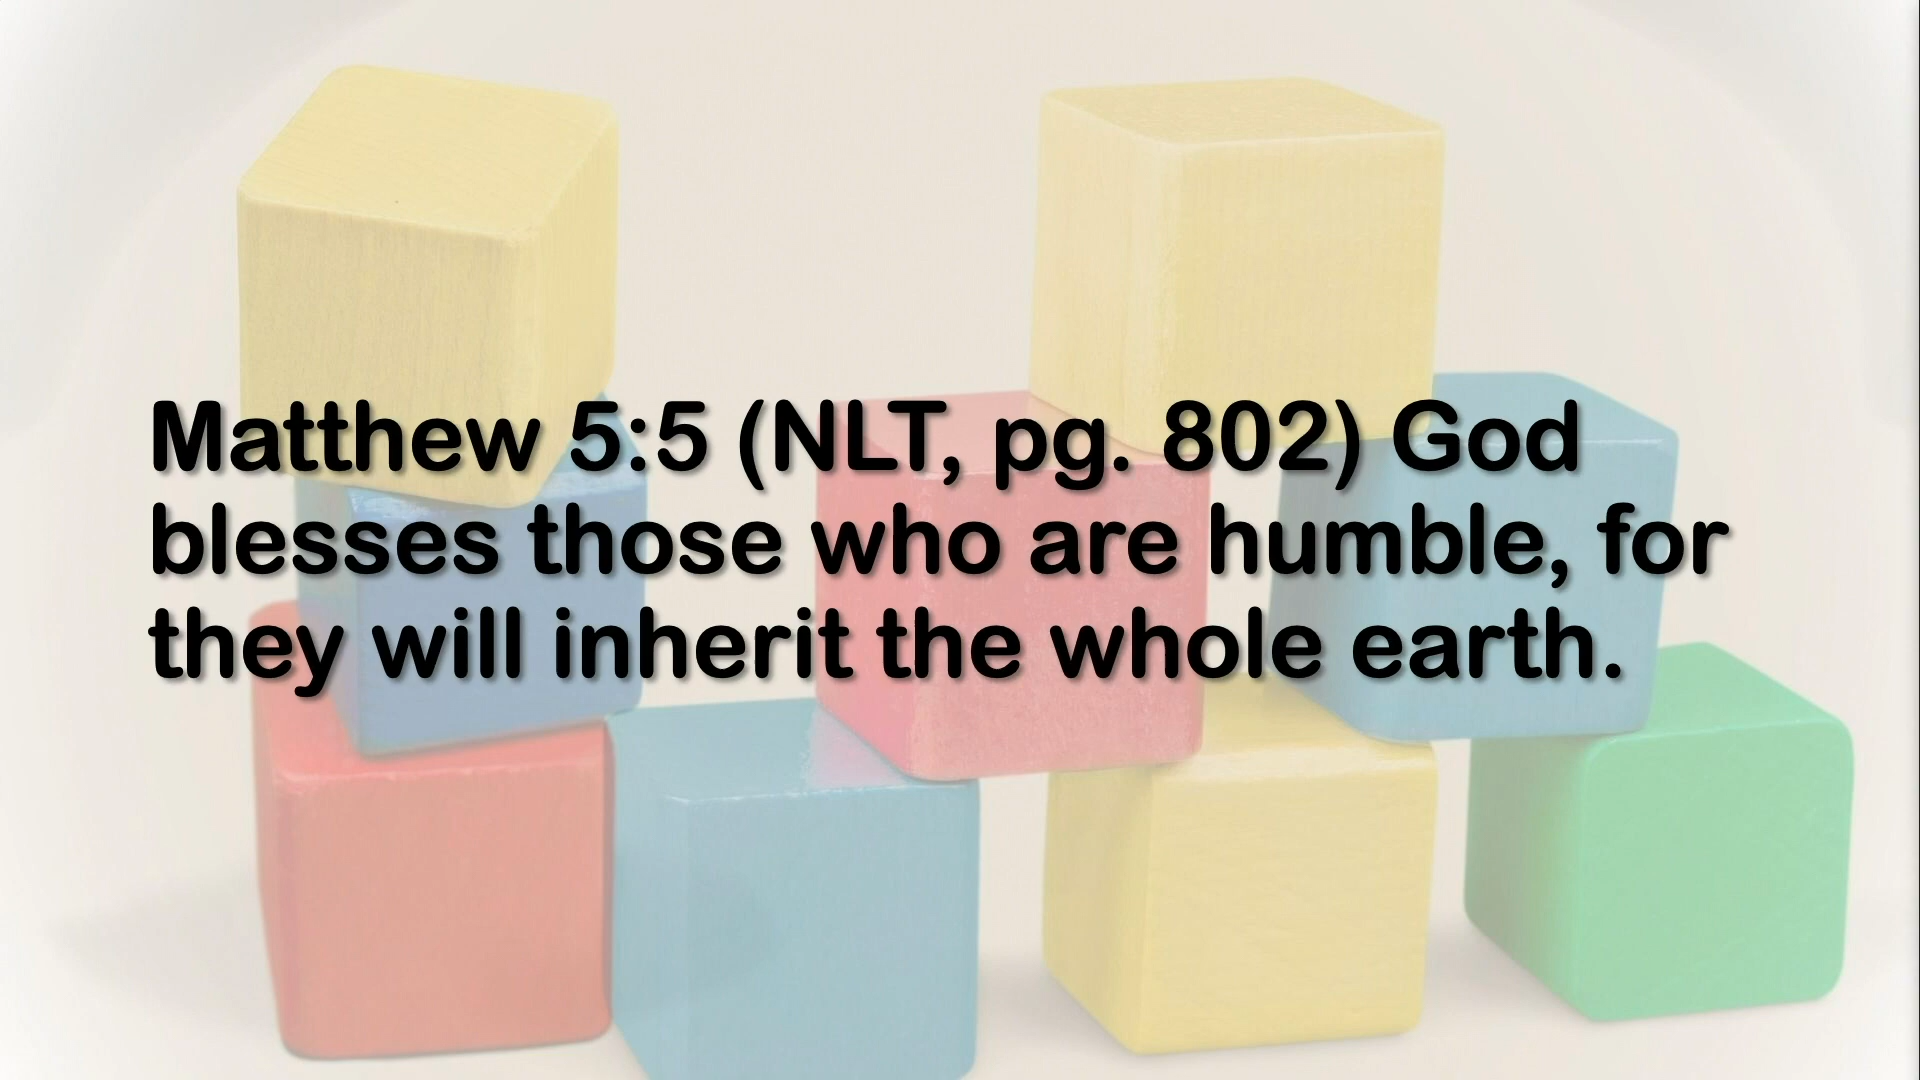 Matthew 5:5 (NLT, pg. 802) God
blesses those who are humble, for
they will inherit the whole earth.